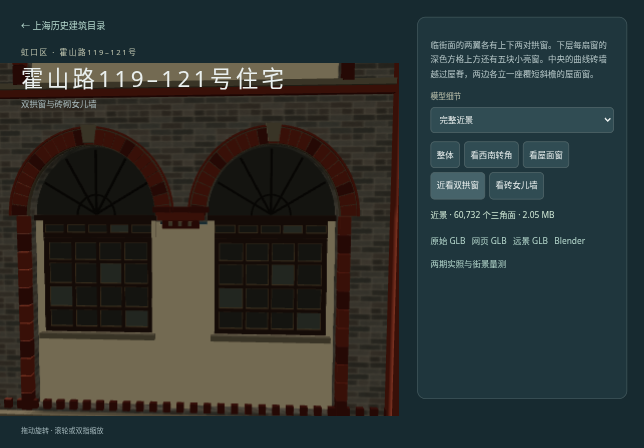 ← 上海历史建筑目录
虹口区 · 霍山路119–121号
霍山路119–121号住宅
双拱窗与砖砌女儿墙
拖动旋转 · 滚轮或双指缩放
临街面的两翼各有上下两对拱窗。下层每扇窗的
深色方格上方还有五块小亮窗。中央的曲线砖墙
越过屋脊，两边各立一座覆短斜檐的屋面窗。
模型细节
完整近景
整体
看西南转角
看屋面窗
近看双拱窗
看砖女儿墙
近景 · 60,732 个三角面 · 2.05 MB
原始 GLB 网页 GLB 远景 GLB Blender
两期实照与街景量测